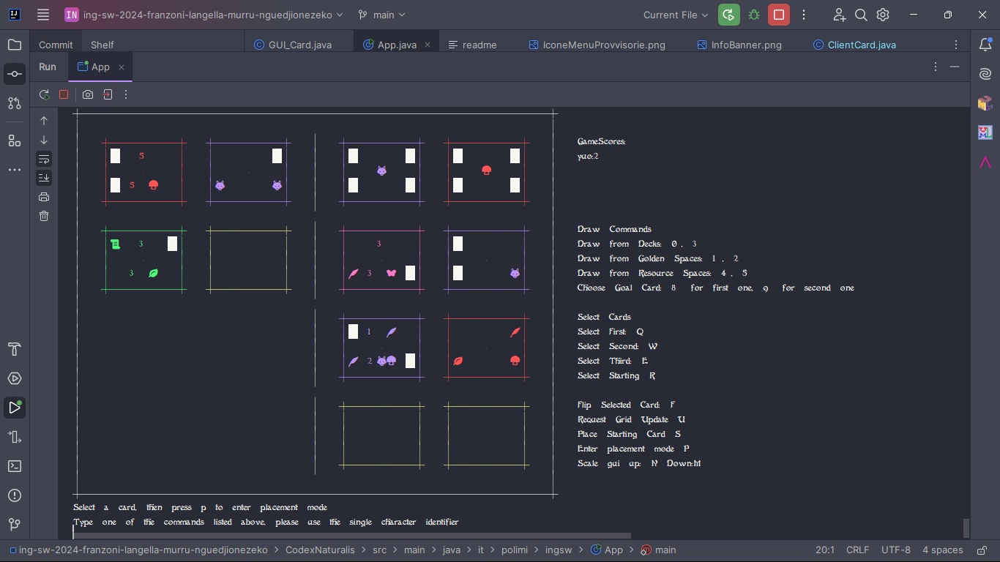 IN ing-sw-2024-franzoni-langella-murru-nguedjionezeko main Current File
Commit Shelf GUI_Card.java App.java readme IconeMenuProvvisorie.png InfoBanner.png ClientCard.java
Run App
5
5
3
3
3
3
1
2
GameScores:
yuo:2
Draw Commands
Draw from Decks: 0 , 3
Draw from Golden Spaces: 1 , 2
Draw from Resource Spaces: 4 , 5
Choose Goal Card: 8 for first one, 9 for second one
Select Cards
Select First: Q
Select Second: W
Select Third: E
Select Starting R
Flip Selected Card: F
Request Grid Update U
Place Starting Card S
Enter placement mode P
Scale gui up: N Down:M
Select a card, then press p to enter placement mode
Type one of the commands listed above, please use the single character identifier
ing-sw-2024-franzoni-langella-murru-nguedjionezeko > CodexNaturalis > src > main > java > it > polimi > ingsw > App > main 20:1 CRLF UTF-8 4 spaces